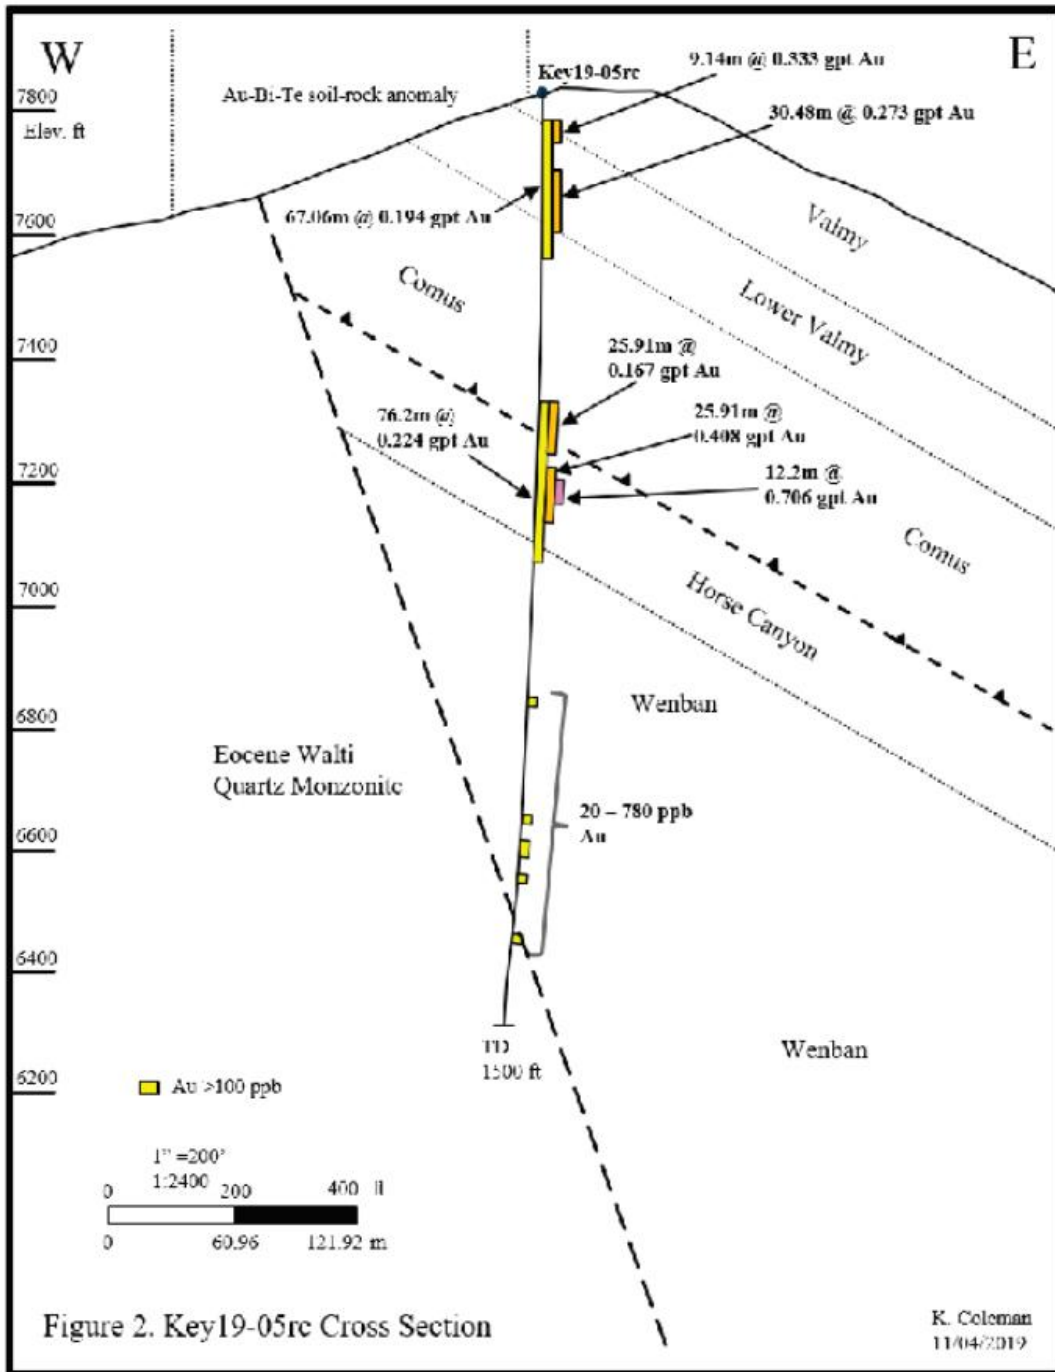 W
E
Key19-05rc
9.14m @ 0.333 gpt Au
7800
Elev. ft
Au-Bi-Te soil-rock anomaly
30.48m @ 0.273 gpt Au
67.06m @ 0.194 gpt Au
7600
Valmy
Comus
Lower Valmy
7400
25.91m @
0.167 gpt Au
76.2m @
0.224 gpt Au
25.91m @
0.408 gpt Au
7200
12.2m @
0.706 gpt Au
Comus
7000
Horse Canyon
6800
Wenban
Eocene Walti
Quartz Monzonite
20 – 780 ppb
Au
6600
6400
TD
1500 ft
Wenban
6200
Au >100 ppb
1" =200'
1:2400
0 200 400 ft
0 60.96 121.92 m
Figure 2. Key19-05rc Cross Section
K. Coleman
11/04/2019